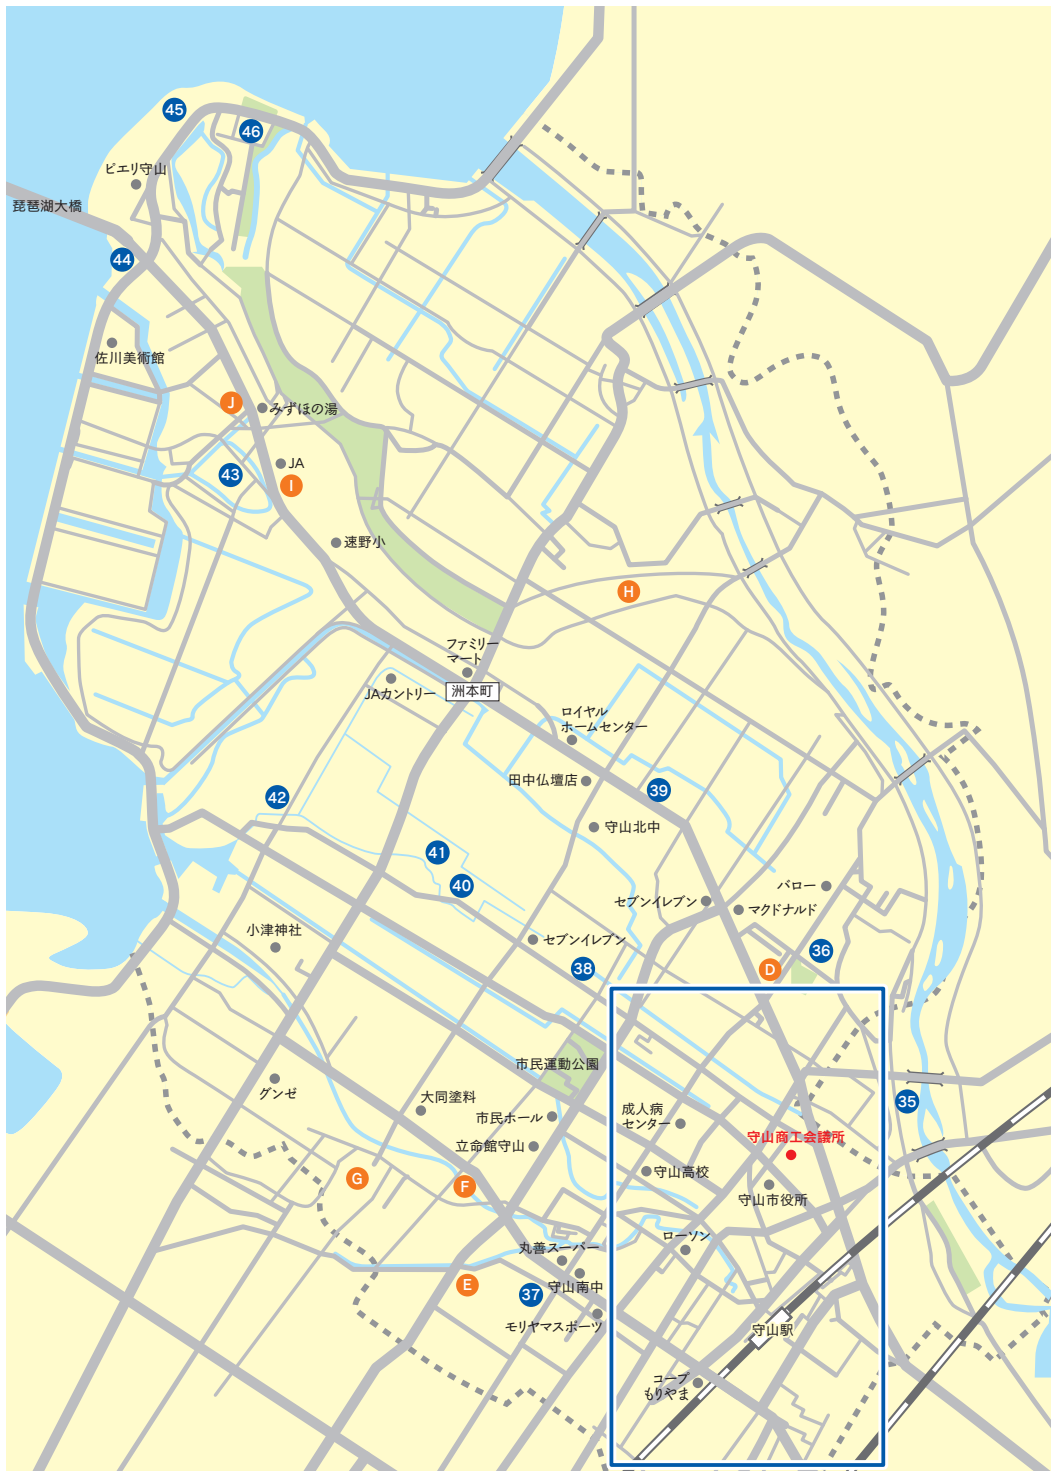 45
46
ピエリ守山
琵琶湖大橋
44
佐川美術館
J
みずほの湯
JA
43
I
速野小
H
ファミリー
マート
JAカントリー
洲本町
ロイヤル
ホームセンター
田中仏壇店
39
42
守山北中
41
40
バロー
セブンイレブン
マクドナルド
小津神社
セブンイレブン
36
38
D
市民運動公園
グンゼ
大同塗料
市民ホール
成人病
センター
35
立命館守山
守山商工会議所
G
F
守山高校
守山市役所
丸善スーパー
ローソン
E
37
守山南中
モリヤマスポーツ
守山駅
コープ
もりやま